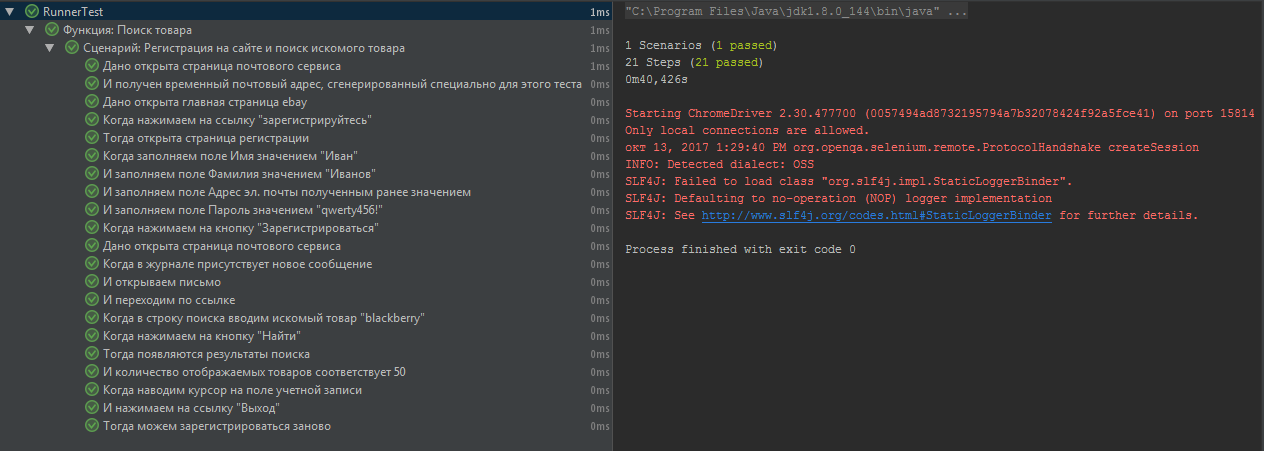 RunnerTest 1ms
Функция: Поиск товара 1ms
Сценарий: Регистрация на сайте и поиск искомого товара 1ms
Дано открыта страница почтового сервиса 1ms
И получен временный почтовый адрес, сгенерированный специально для этого теста 0ms
Дано открыта главная страница ebay 0ms
Когда нажимаем на ссылку "зарегистрируйтесь" 0ms
Тогда открыта страница регистрации 0ms
Когда заполняем поле Имя значением "Иван" 0ms
И заполняем поле Фамилия значением "Иванов" 0ms
И заполняем поле Адрес эл. почты полученным ранее значением 0ms
И заполняем поле Пароль значением "qwerty456!" 0ms
Когда нажимаем на кнопку "Зарегистрироваться" 0ms
Дано открыта страница почтового сервиса 0ms
Когда в журнале присутствует новое сообщение 0ms
И открываем письмо 0ms
И переходим по ссылке 0ms
Когда в строку поиска вводим искомый товар "blackberry" 0ms
Когда нажимаем на кнопку "Найти" 0ms
Тогда появляются результаты поиска 0ms
И количество отображаемых товаров соответствует 50 0ms
Когда наводим курсор на поле учетной записи 0ms
И нажимаем на ссылку "Выход" 0ms
Тогда можем зарегистрироваться заново 0ms
"C:\Program Files\Java\jdk1.8.0_144\bin\java" ...
1 Scenarios (1 passed)
21 Steps (21 passed)
0m40,426s
Starting ChromeDriver 2.30.477700 (0057494ad8732195794a7b32078424f92a5fce41) on port 15814
Only local connections are allowed.
окт 13, 2017 1:29:40 PM org.openqa.selenium.remote.ProtocolHandshake createSession
INFO: Detected dialect: OSS
SLF4J: Failed to load class "org.slf4j.impl.StaticLoggerBinder".
SLF4J: Defaulting to no-operation (NOP) logger implementation
SLF4J: See http://www.slf4j.org/codes.html#StaticLoggerBinder for further details.
Process finished with exit code 0